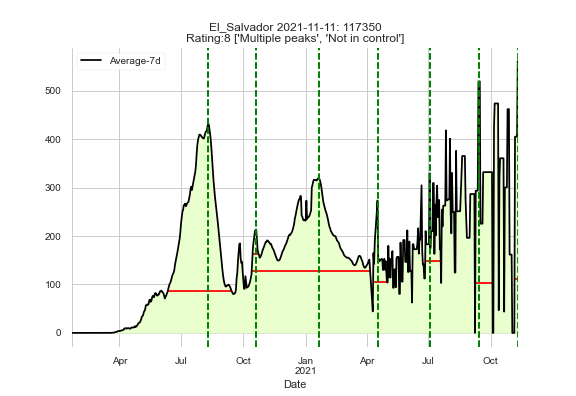 El_Salvador 2021-11-11: 117350
Rating:8 ['Multiple peaks', 'Not in control']
Average-7d
500
400
300
200
100
0
Apr Jul Oct Jan Apr Jul Oct
2021
Date